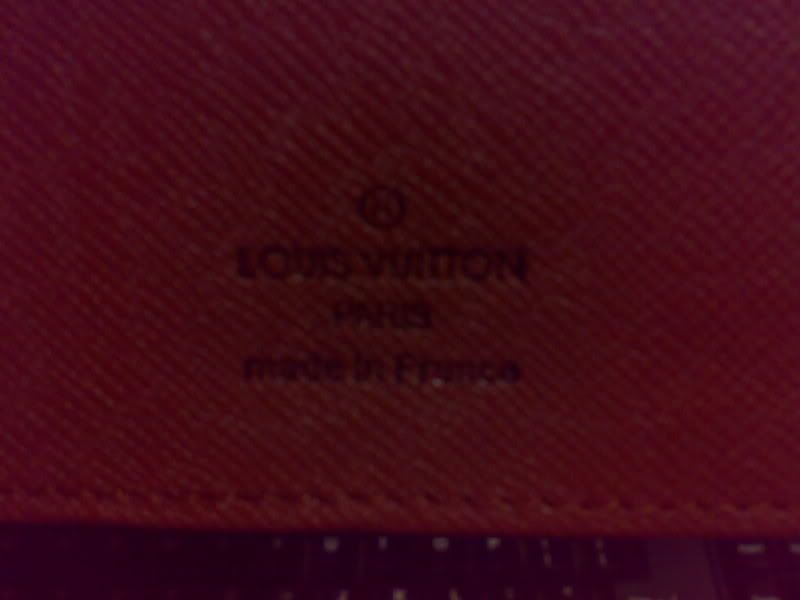 ®
LOUIS VUITTON
PARIS
made in France
U I O P
J K L